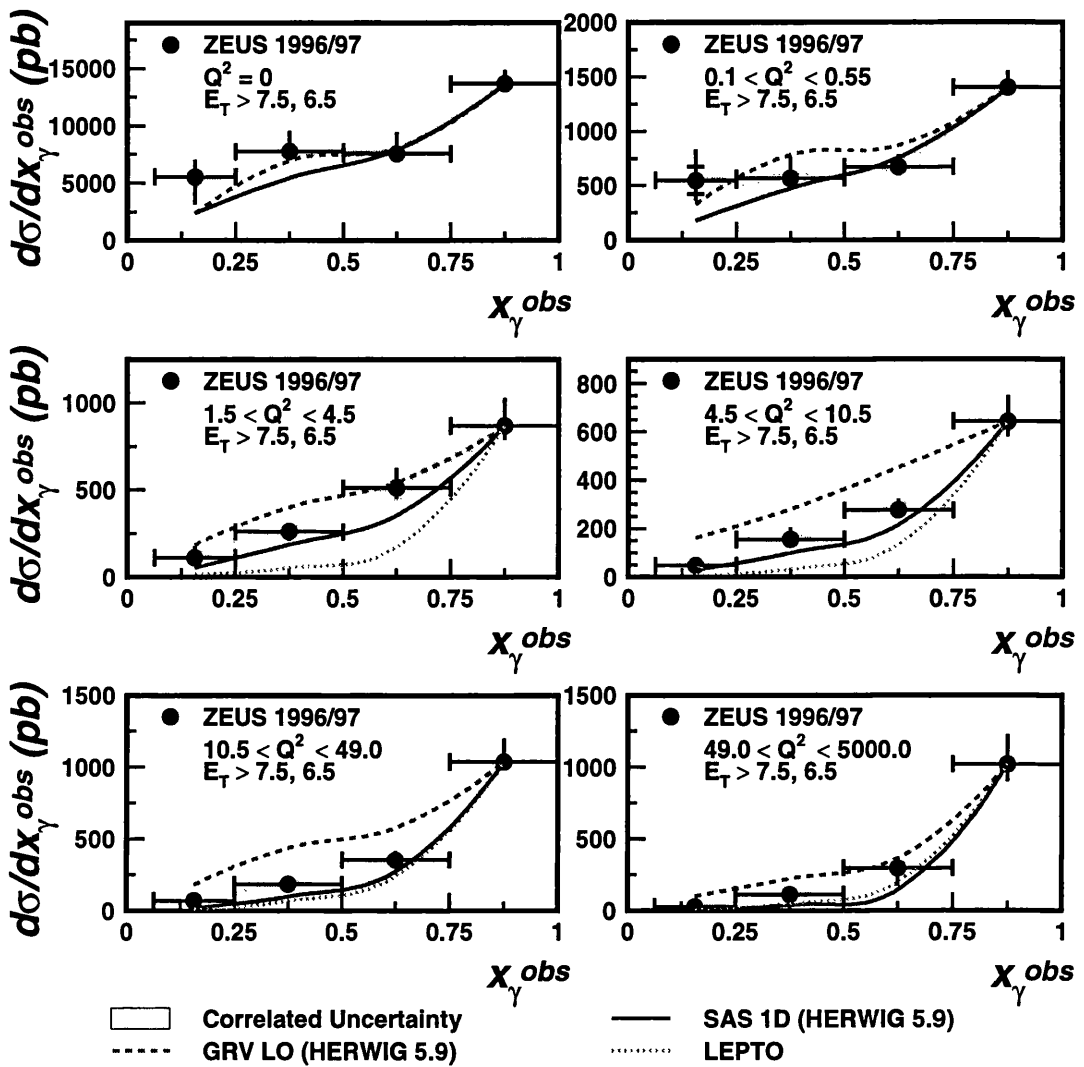 dσ/dxγ^obs (pb)
15000
10000
5000
0
ZEUS 1996/97
Q² = 0
E_T > 7.5, 6.5
0 0.25 0.5 0.75 1
xγ^obs
2000
1500
1000
500
0
ZEUS 1996/97
0.1 < Q² < 0.55
E_T > 7.5, 6.5
0 0.25 0.5 0.75 1
xγ^obs
dσ/dxγ^obs (pb)
1000
500
0
ZEUS 1996/97
1.5 < Q² < 4.5
E_T > 7.5, 6.5
0 0.25 0.5 0.75 1
xγ^obs
800
600
400
200
0
ZEUS 1996/97
4.5 < Q² < 10.5
E_T > 7.5, 6.5
0 0.25 0.5 0.75 1
xγ^obs
dσ/dxγ^obs (pb)
1500
1000
500
0
ZEUS 1996/97
10.5 < Q² < 49.0
E_T > 7.5, 6.5
0 0.25 0.5 0.75 1
xγ^obs
1500
1000
500
0
ZEUS 1996/97
49.0 < Q² < 5000.0
E_T > 7.5, 6.5
0 0.25 0.5 0.75 1
xγ^obs
Correlated Uncertainty
GRV LO (HERWIG 5.9)
SAS 1D (HERWIG 5.9)
LEPTO